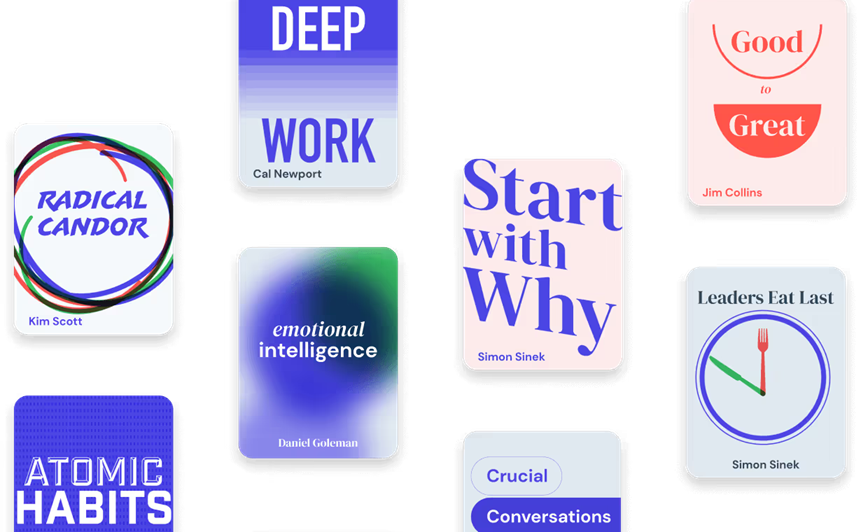 RADICAL
CANDOR
Kim Scott
ATOMIC
HABITS
DEEP
WORK
Cal Newport
emotional
intelligence
Daniel Goleman
Start
with
Why
Simon Sinek
Crucial
Conversations
Good
to
Great
Jim Collins
Leaders Eat Last
Simon Sinek